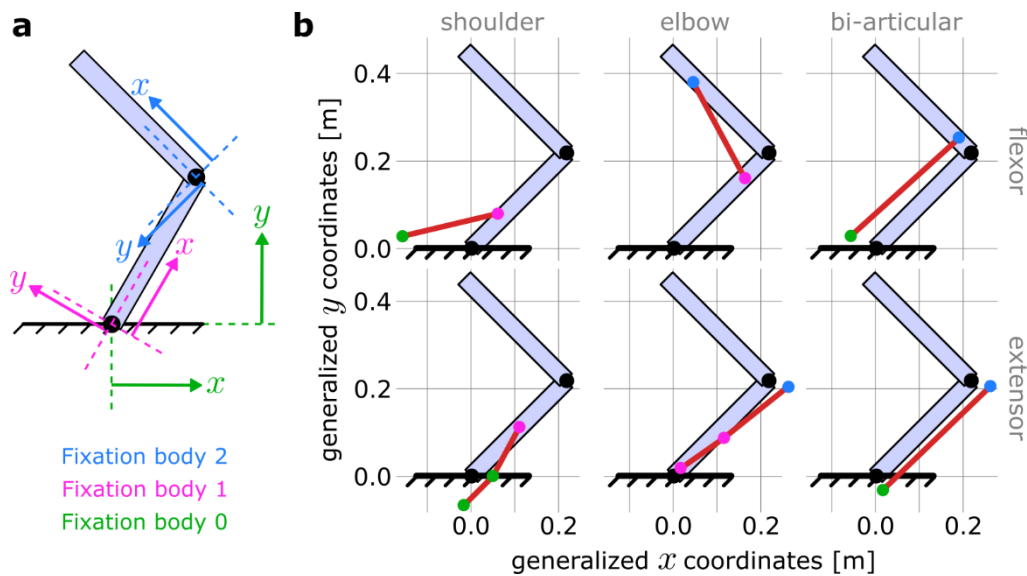 a
x
y
x
y
y
x
Fixation body 2
Fixation body 1
Fixation body 0
b
shoulder
elbow
bi-articular
generalized y coordinates [m]
0.4
0.2
0.0
0.4
0.2
0.0
flexor
extensor
0.0 0.2
0.0 0.2
0.0 0.2
generalized x coordinates [m]